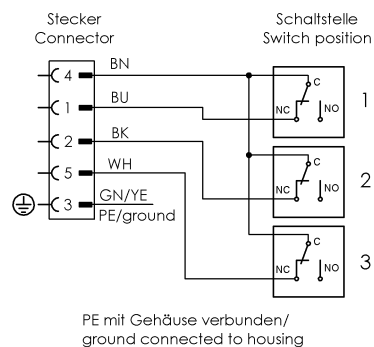 Stecker
Connector
Schaltstelle
Switch position
4 BN
1 BU
2 BK
5 WH
3 GN/YE
PE/ground
C
NC NO
1
C
NC NO
2
C
NC NO
3
PE mit Gehäuse verbunden/
ground connected to housing